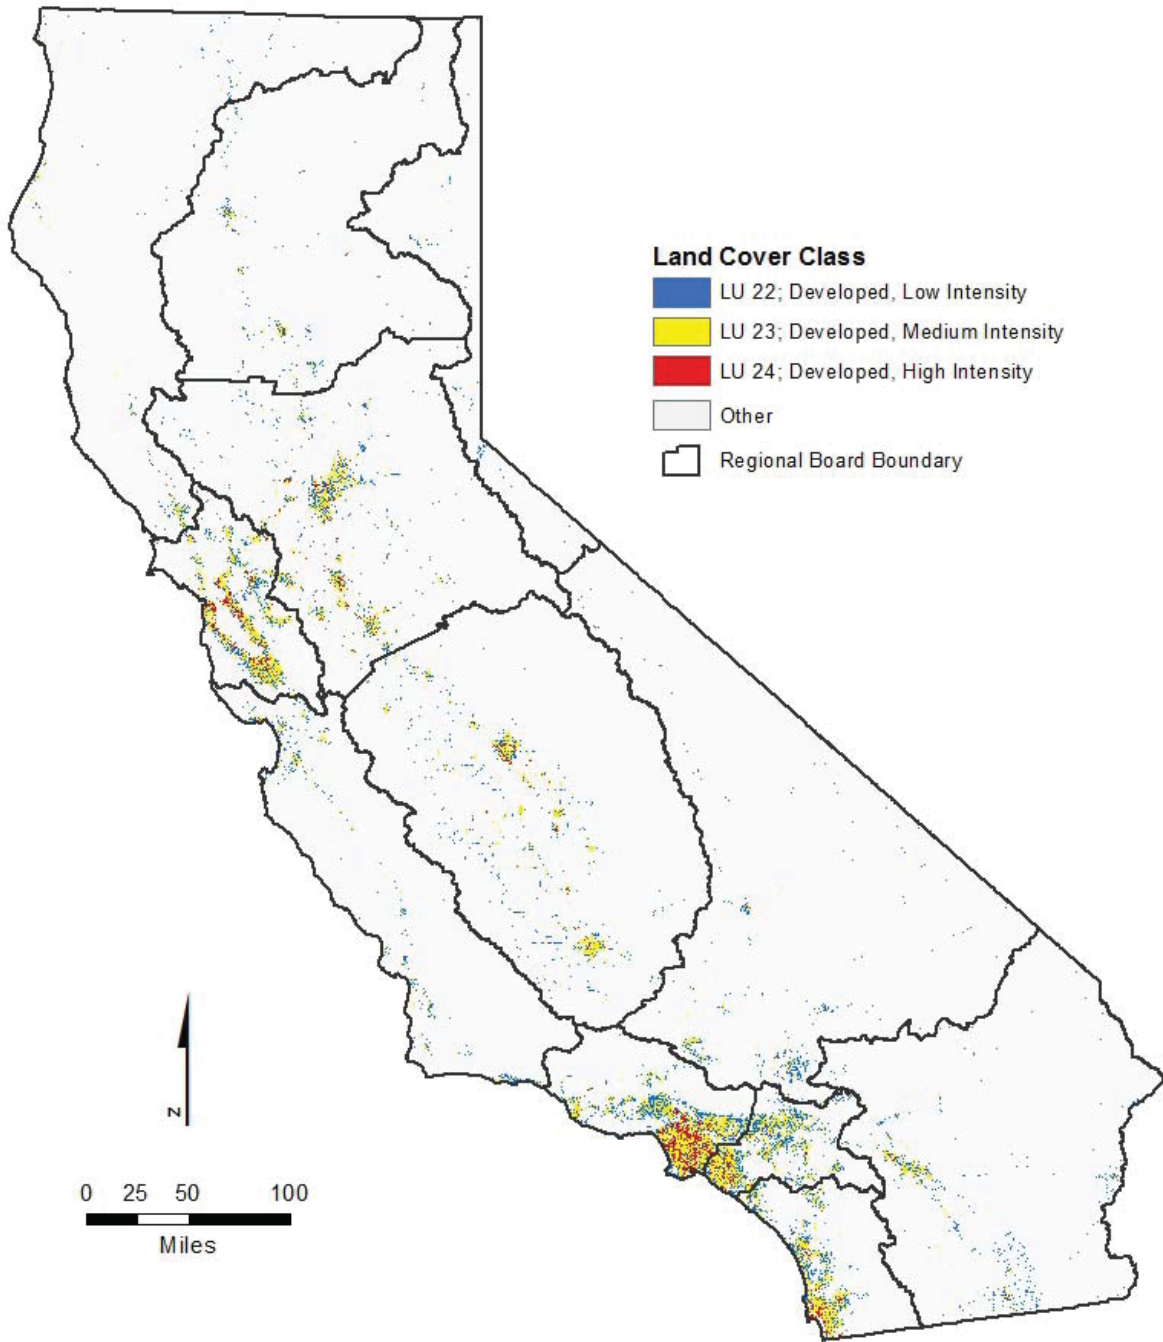 Land Cover Class
LU 22; Developed, Low Intensity
LU 23; Developed, Medium Intensity
LU 24; Developed, High Intensity
Other
Regional Board Boundary
N
0 25 50 100
Miles